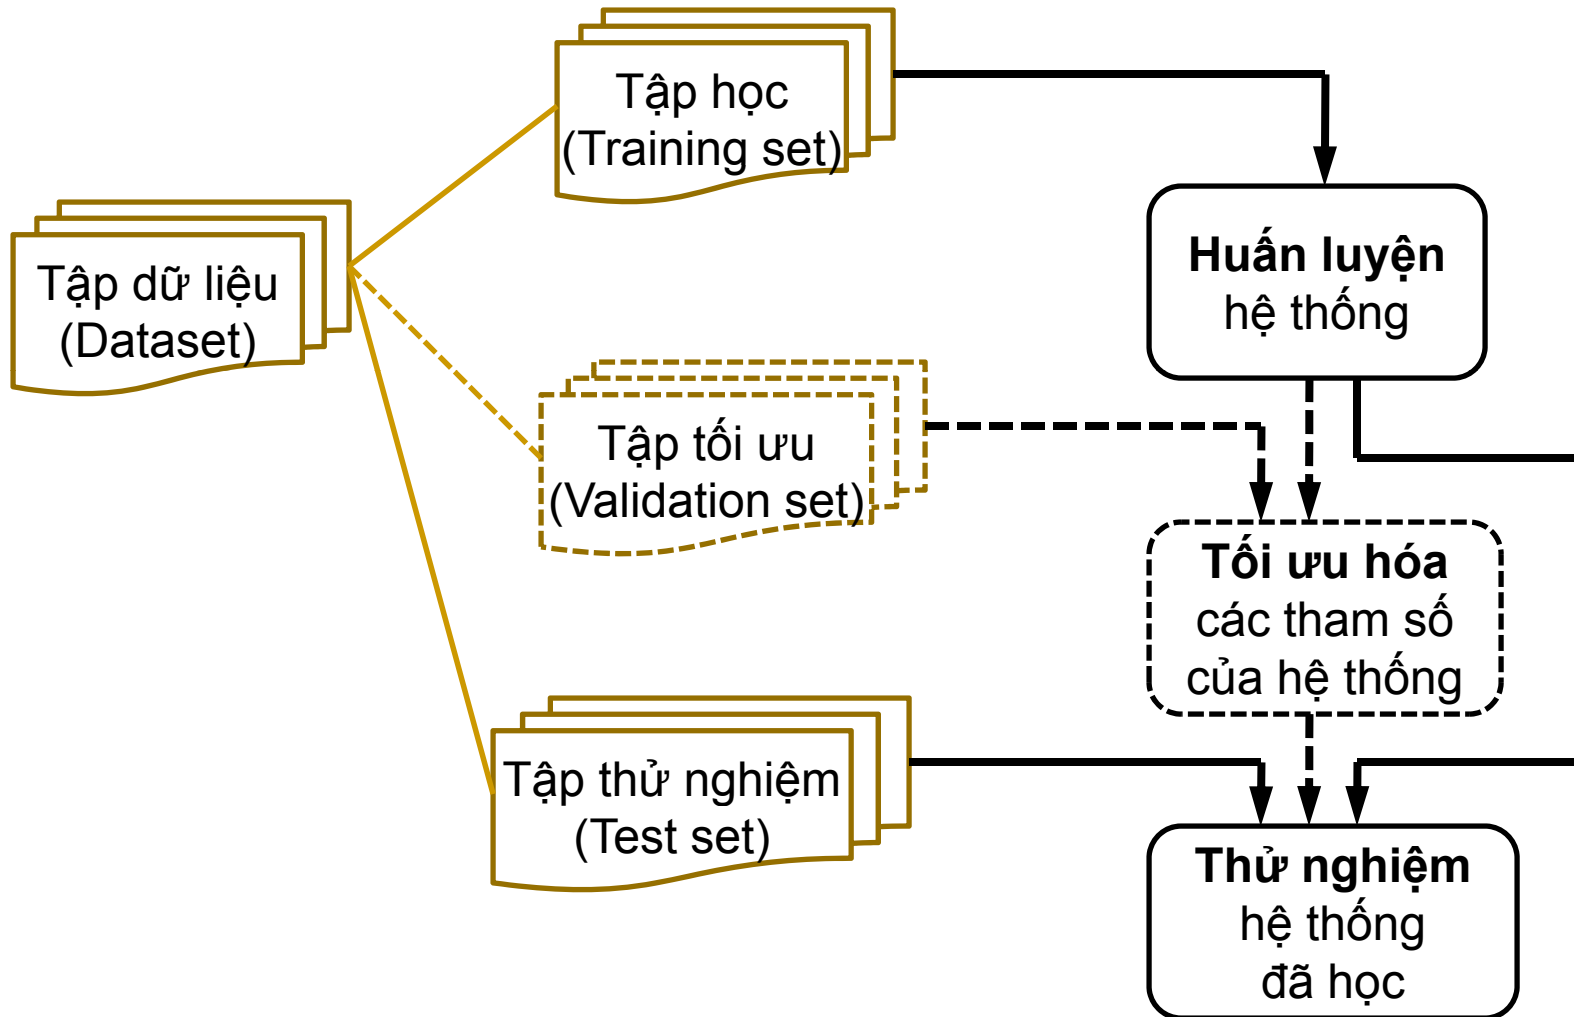 Tập học
(Training set)
Huấn luyện
hệ thống
Tập dữ liệu
(Dataset)
Tập tối ưu
(Validation set)
Tối ưu hóa
các tham số
của hệ thống
Tập thử nghiệm
(Test set)
Thử nghiệm
hệ thống
đã học